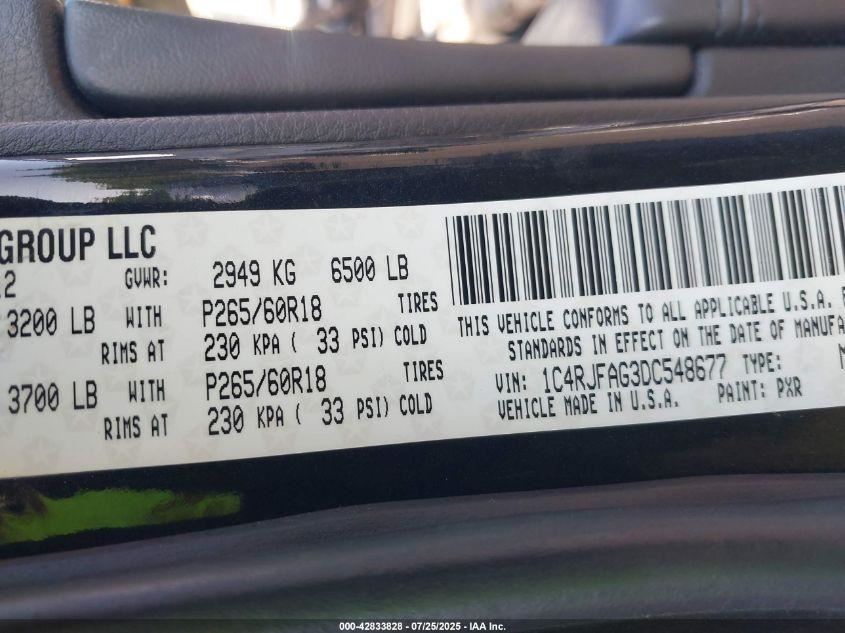 GROUP LLC
GVWR: 2949 KG 6500 LB
3200 LB WITH P265/60R18 TIRES
RIMS AT 230 KPA ( 33 PSI) COLD
3700 LB WITH P265/60R18 TIRES
RIMS AT 230 KPA ( 33 PSI) COLD
THIS VEHICLE CONFORMS TO ALL APPLICABLE U.S.A.
STANDARDS IN EFFECT ON THE DATE OF MANUFA
VIN: 1C4RJFAG3DC548677 TYPE:
VEHICLE MADE IN U.S.A. PAINT: PXR
000-42833828 - 07/25/2025 - IAA Inc.